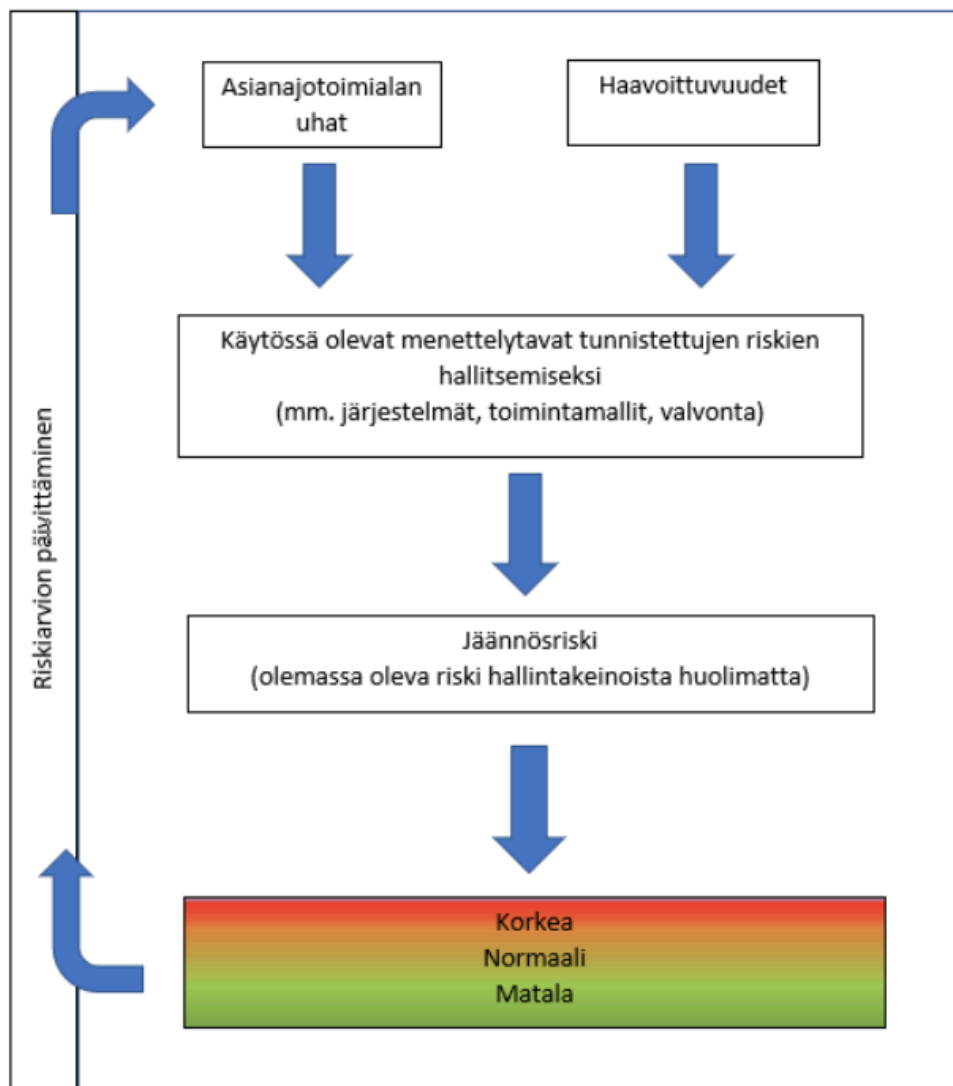 Asianajotoimialan
uhat
Haavoittuvuudet
Käytössä olevat menettelytavat tunnistettujen riskien
hallitsemiseksi
(mm. järjestelmät, toimintamallit, valvonta)
Jäännösriski
(olemassa oleva riski hallintakeinoista huolimatta)
Korkea
Normaali
Matala
Riskiarvion päivittäminen